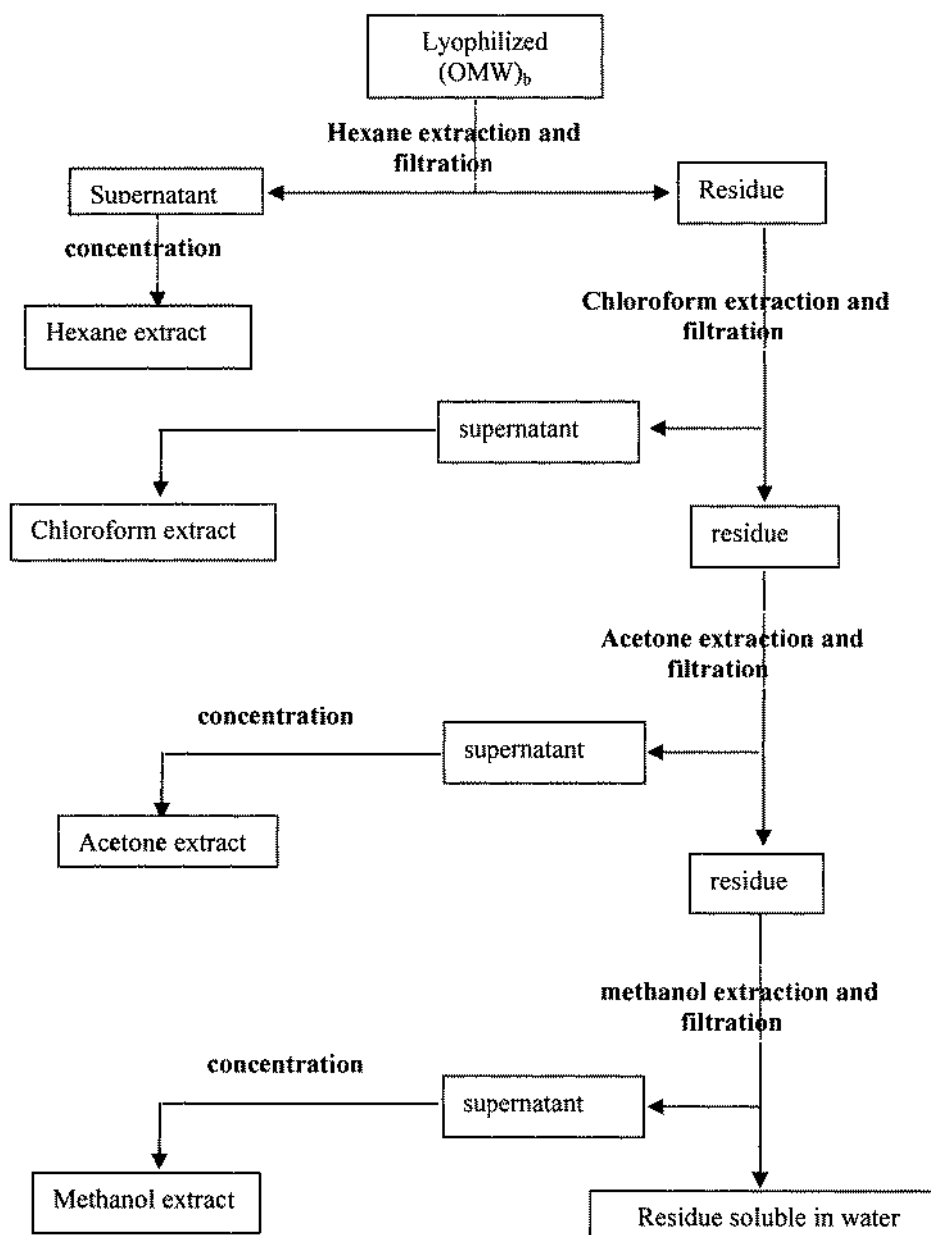 Lyophilized
(OMW)b
Hexane extraction and
filtration
Supernatant
Residue
concentration
Chloroform extraction and
filtration
Hexane extract
supernatant
Chloroform extract
residue
Acetone extraction and
filtration
concentration
supernatant
Acetone extract
residue
methanol extraction and
filtration
concentration
supernatant
Methanol extract
Residue soluble in water